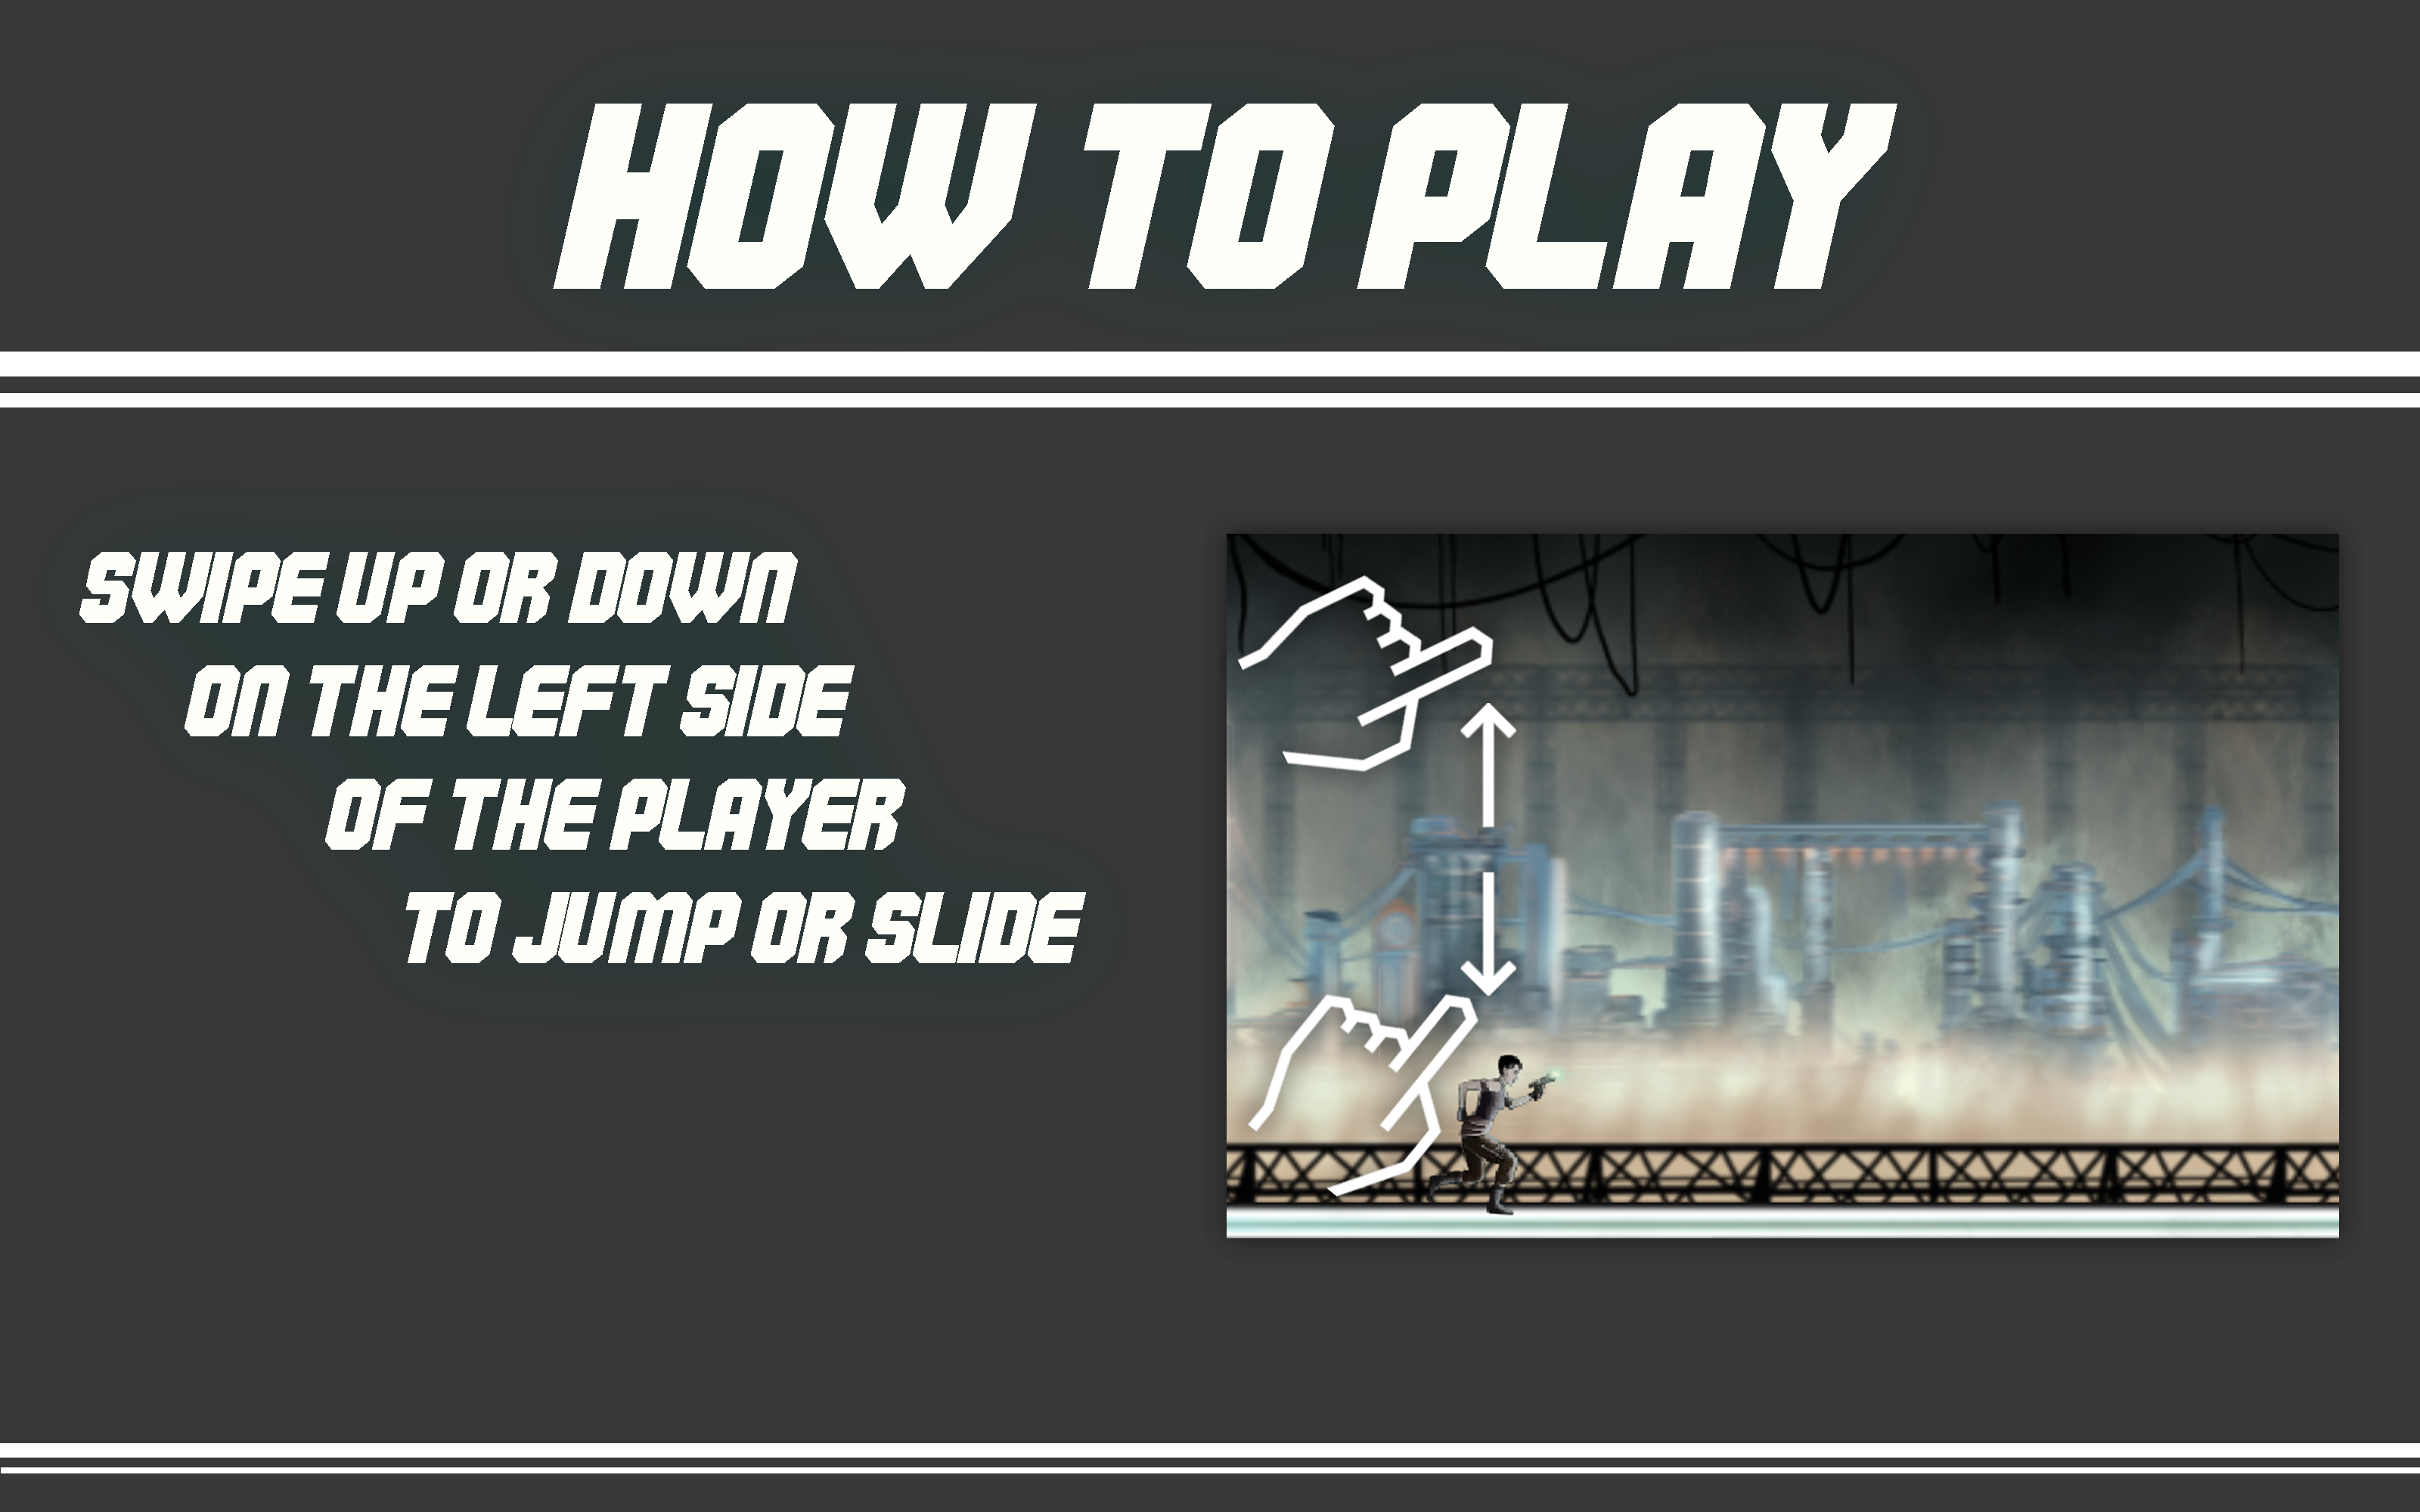 HOW TO PLAY
SWIPE UP OR DOWN
ON THE LEFT SIDE
OF THE PLAYER
TO JUMP OR SLIDE